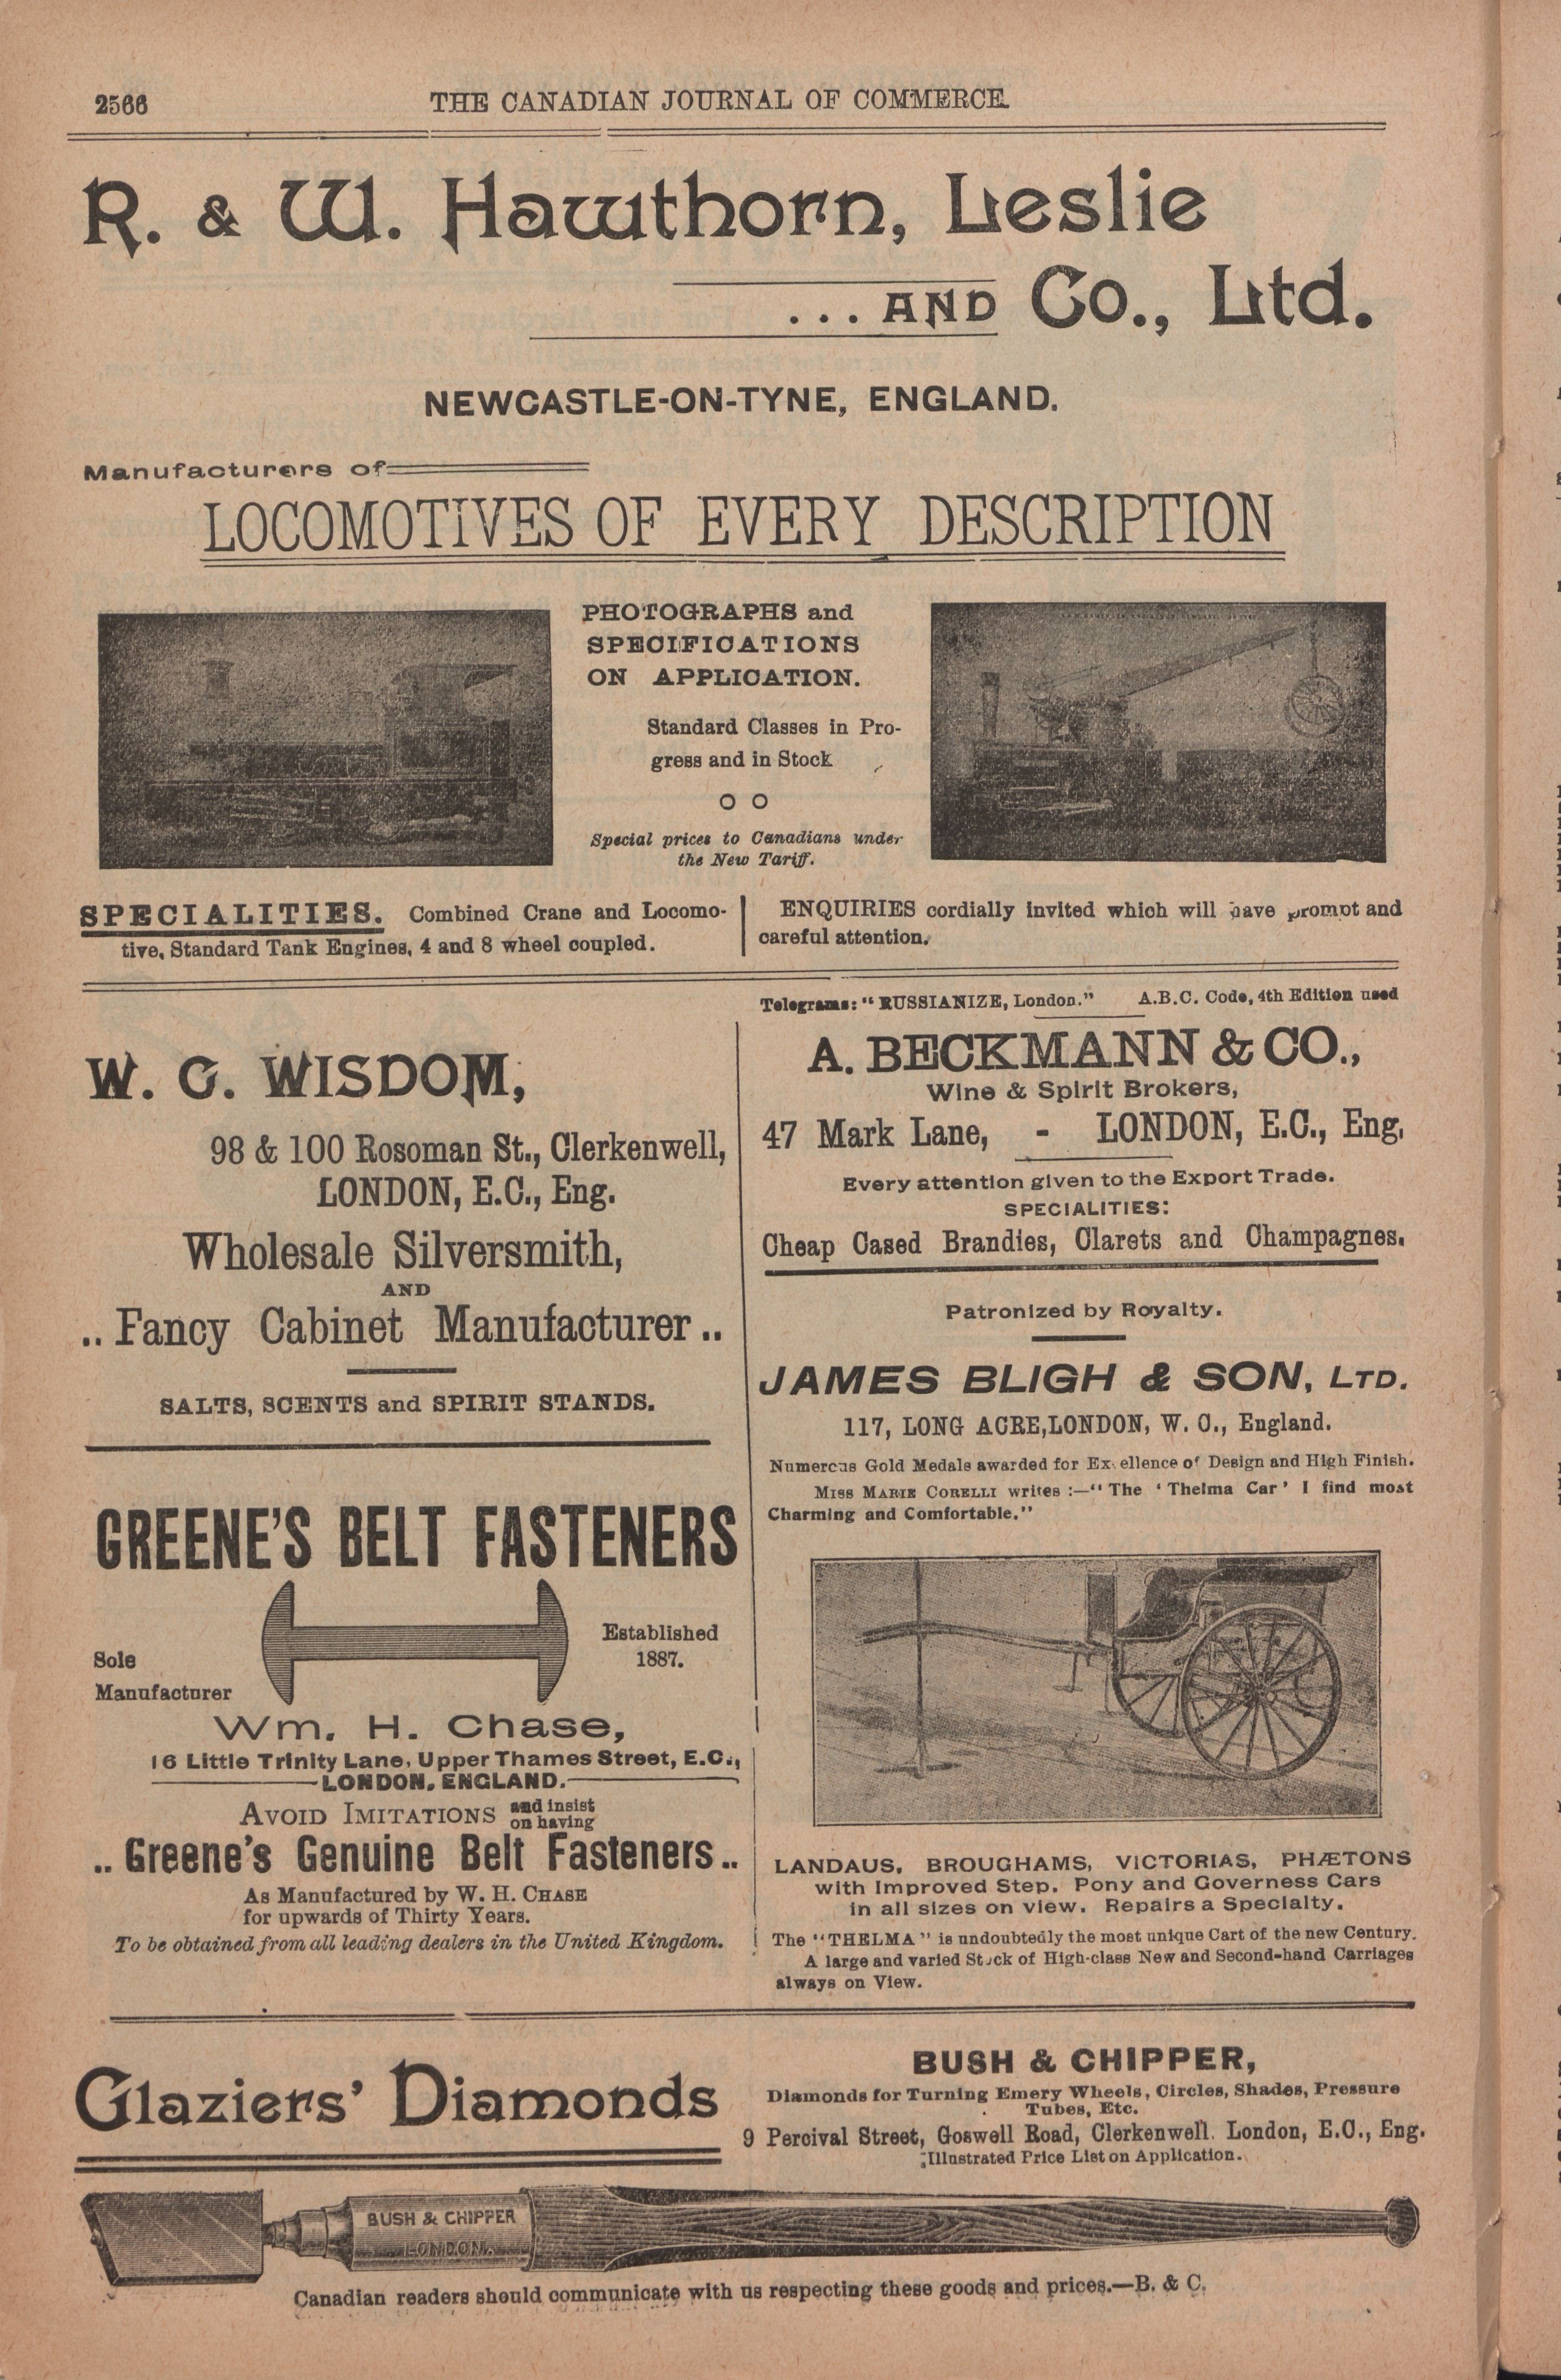 2566
THE CANADIAN JOURNAL OF COMMERCE.
R. & W. Hawthorn, Leslie
... AND Co., Ltd.
NEWCASTLE-ON-TYNE, ENGLAND.
Manufacturers of
LOCOMOTIVES OF EVERY DESCRIPTION
PHOTOGRAPHS and
SPECIFICATIONS
ON APPLICATION.
Standard Classes in Pro-
gress and in Stock
Special prices to Canadians under
the New Tariff.
SPECIALITIES. Combined Crane and Locomo-
tive, Standard Tank Engines, 4 and 8 wheel coupled.
ENQUIRIES cordially invited which will have prompt and
careful attention.
W. G. WISDOM,
98 & 100 Rosoman St., Clerkenwell,
LONDON, E.C., Eng.
Wholesale Silversmith,
AND
.. Fancy Cabinet Manufacturer ..
SALTS, SCENTS and SPIRIT STANDS.
GREENE'S BELT FASTENERS
Sole
Manufacturer
Established
1887.
Wm. H. Chase,
16 Little Trinity Lane, Upper Thames Street, E.C.,
LONDON, ENGLAND.
AVOID IMITATIONS and insist
on having
.. Greene's Genuine Belt Fasteners ..
As Manufactured by W. H. CHASE
for upwards of Thirty Years.
To be obtained from all leading dealers in the United Kingdom.
Telegrams: "RUSSIANIZE, London." A.B.C. Code, 4th Edition used
A. BECKMANN & CO.,
Wine & Spirit Brokers,
47 Mark Lane, - LONDON, E.C., Eng.
Every attention given to the Export Trade.
SPECIALITIES:
Cheap Cased Brandies, Clarets and Champagnes.
Patronized by Royalty.
JAMES BLIGH & SON, LTD.
117, LONG ACRE, LONDON, W. C., England.
Numerous Gold Medals awarded for Excellence of Design and High Finish.
MISS MARIE CORELLI writes :—"The 'Thelma Car' I find most
Charming and Comfortable."
LANDAUS, BROUGHAMS, VICTORIAS, PHÆTONS
with Improved Step. Pony and Governess Cars
in all sizes on view. Repairs a Specialty.
The "THELMA" is undoubtedly the most unique Cart of the new Century.
A large and varied Stock of High-class New and Second-hand Carriages
always on View.
Glaziers' Diamonds
BUSH & CHIPPER,
Diamonds for Turning Emery Wheels, Circles, Shades, Pressure
Tubes, Etc.
9 Percival Street, Goswell Road, Clerkenwell. London, E.C., Eng.
Illustrated Price List on Application.
BUSH & CHIPPER
LONDON.
Canadian readers should communicate with us respecting these goods and prices.—B. & C.